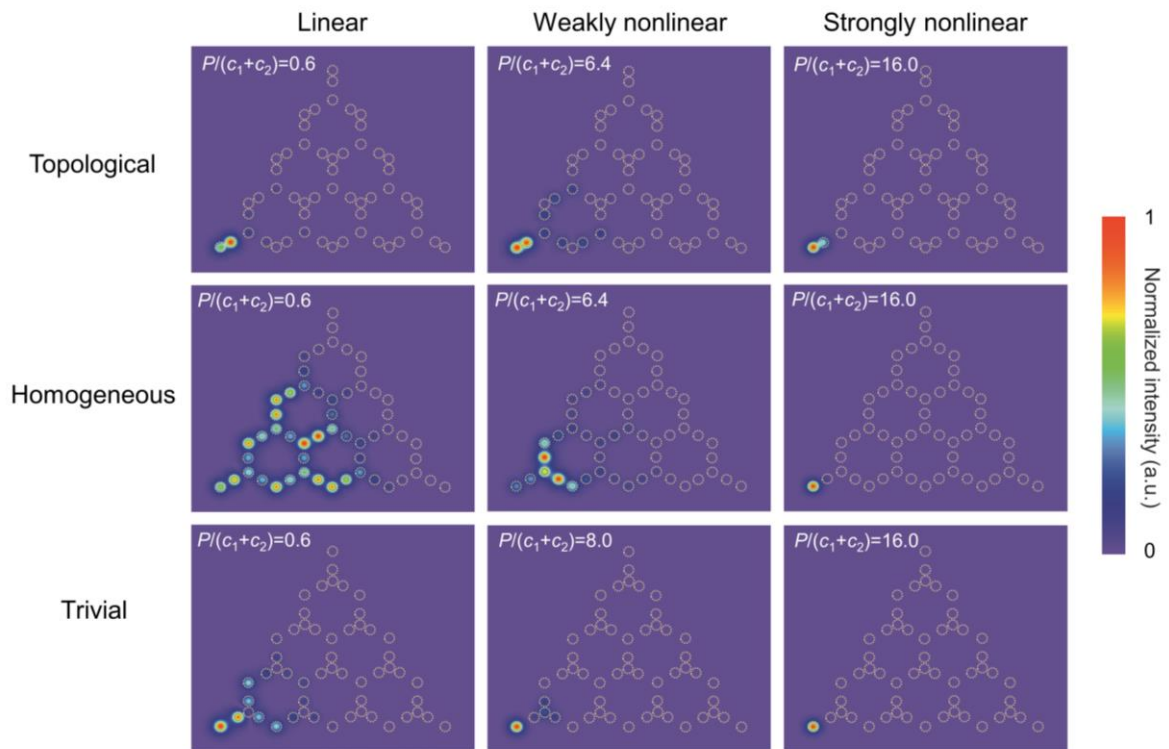 Linear Weakly nonlinear Strongly nonlinear
Topological
P/(c₁+c₂)=0.6 P/(c₁+c₂)=6.4 P/(c₁+c₂)=16.0
Homogeneous
P/(c₁+c₂)=0.6 P/(c₁+c₂)=6.4 P/(c₁+c₂)=16.0
Trivial
P/(c₁+c₂)=0.6 P/(c₁+c₂)=8.0 P/(c₁+c₂)=16.0
1
Normalized intensity (a.u.)
0